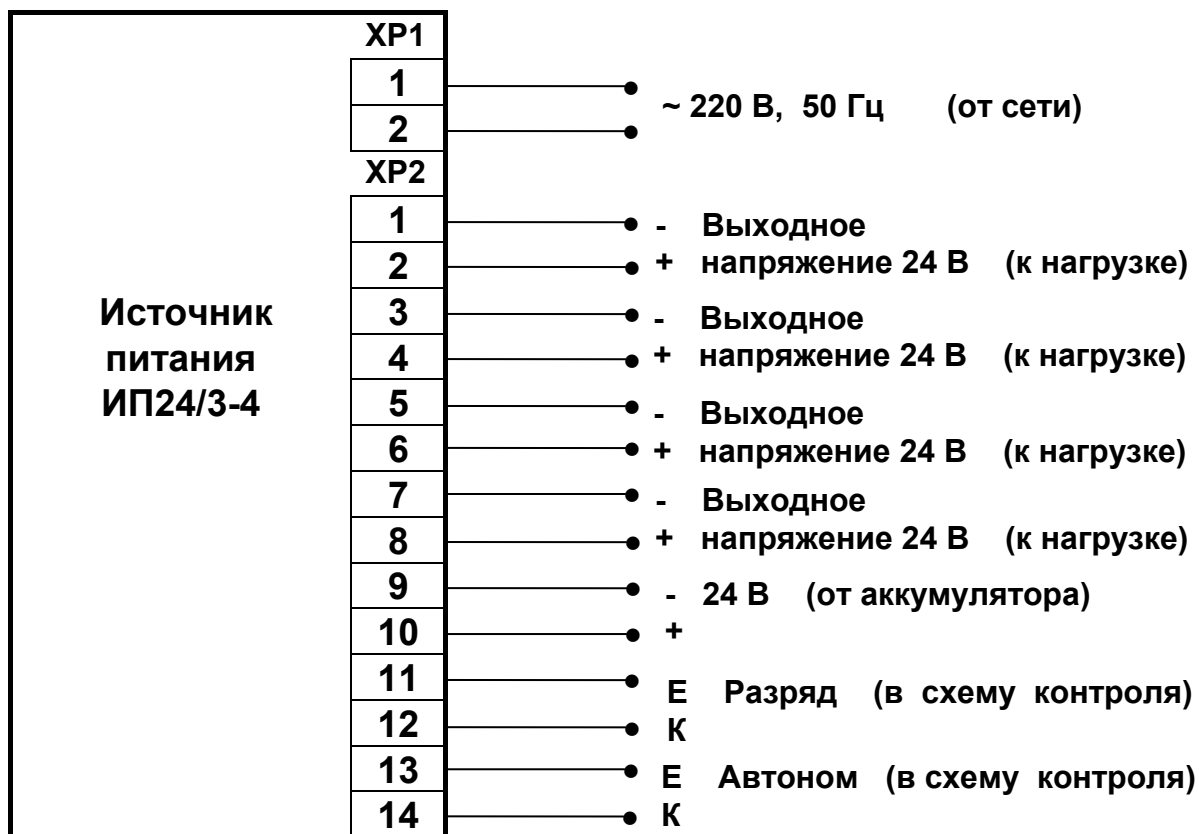 XP1
1
~ 220 В, 50 Гц (от сети)
2
XP2
1 - Выходное
2 + напряжение 24 В (к нагрузке)
Источник
питания
ИП24/3-4
3 - Выходное
4 + напряжение 24 В (к нагрузке)
5 - Выходное
6 + напряжение 24 В (к нагрузке)
7 - Выходное
8 + напряжение 24 В (к нагрузке)
9 - 24 В (от аккумулятора)
10 +
11 Е Разряд (в схему контроля)
12 К
13 Е Автоном (в схему контроля)
14 К